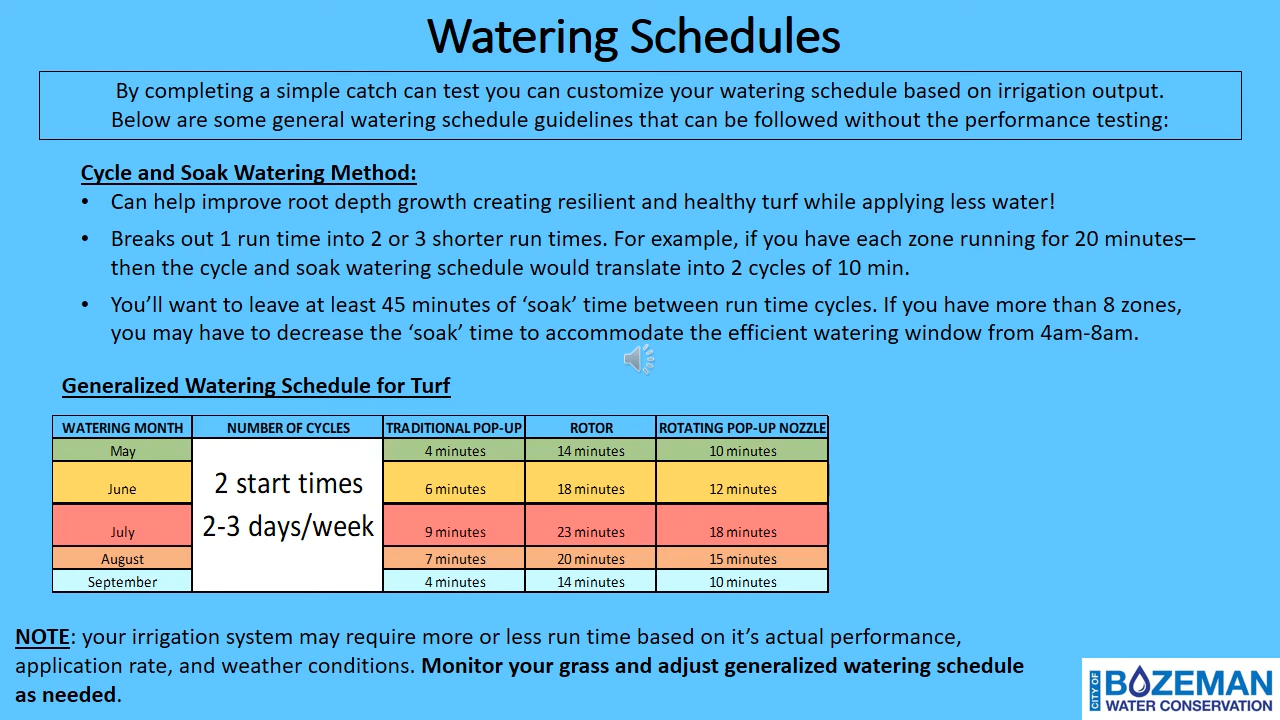 Watering Schedules
By completing a simple catch can test you can customize your watering schedule based on irrigation output.
Below are some general watering schedule guidelines that can be followed without the performance testing:
Cycle and Soak Watering Method:
• Can help improve root depth growth creating resilient and healthy turf while applying less water!
• Breaks out 1 run time into 2 or 3 shorter run times. For example, if you have each zone running for 20 minutes–
then the cycle and soak watering schedule would translate into 2 cycles of 10 min.
• You’ll want to leave at least 45 minutes of ‘soak’ time between run time cycles. If you have more than 8 zones,
you may have to decrease the ‘soak’ time to accommodate the efficient watering window from 4am-8am.
Generalized Watering Schedule for Turf
WATERING MONTH NUMBER OF CYCLES TRADITIONAL POP-UP ROTOR ROTATING POP-UP NOZZLE
May 4 minutes 14 minutes 10 minutes
2 start times
June 6 minutes 18 minutes 12 minutes
2-3 days/week
July 9 minutes 23 minutes 18 minutes
August 7 minutes 20 minutes 15 minutes
September 4 minutes 14 minutes 10 minutes
NOTE: your irrigation system may require more or less run time based on it’s actual performance,
application rate, and weather conditions. Monitor your grass and adjust generalized watering schedule
as needed.
CITY OF
BOZEMAN
WATER CONSERVATION